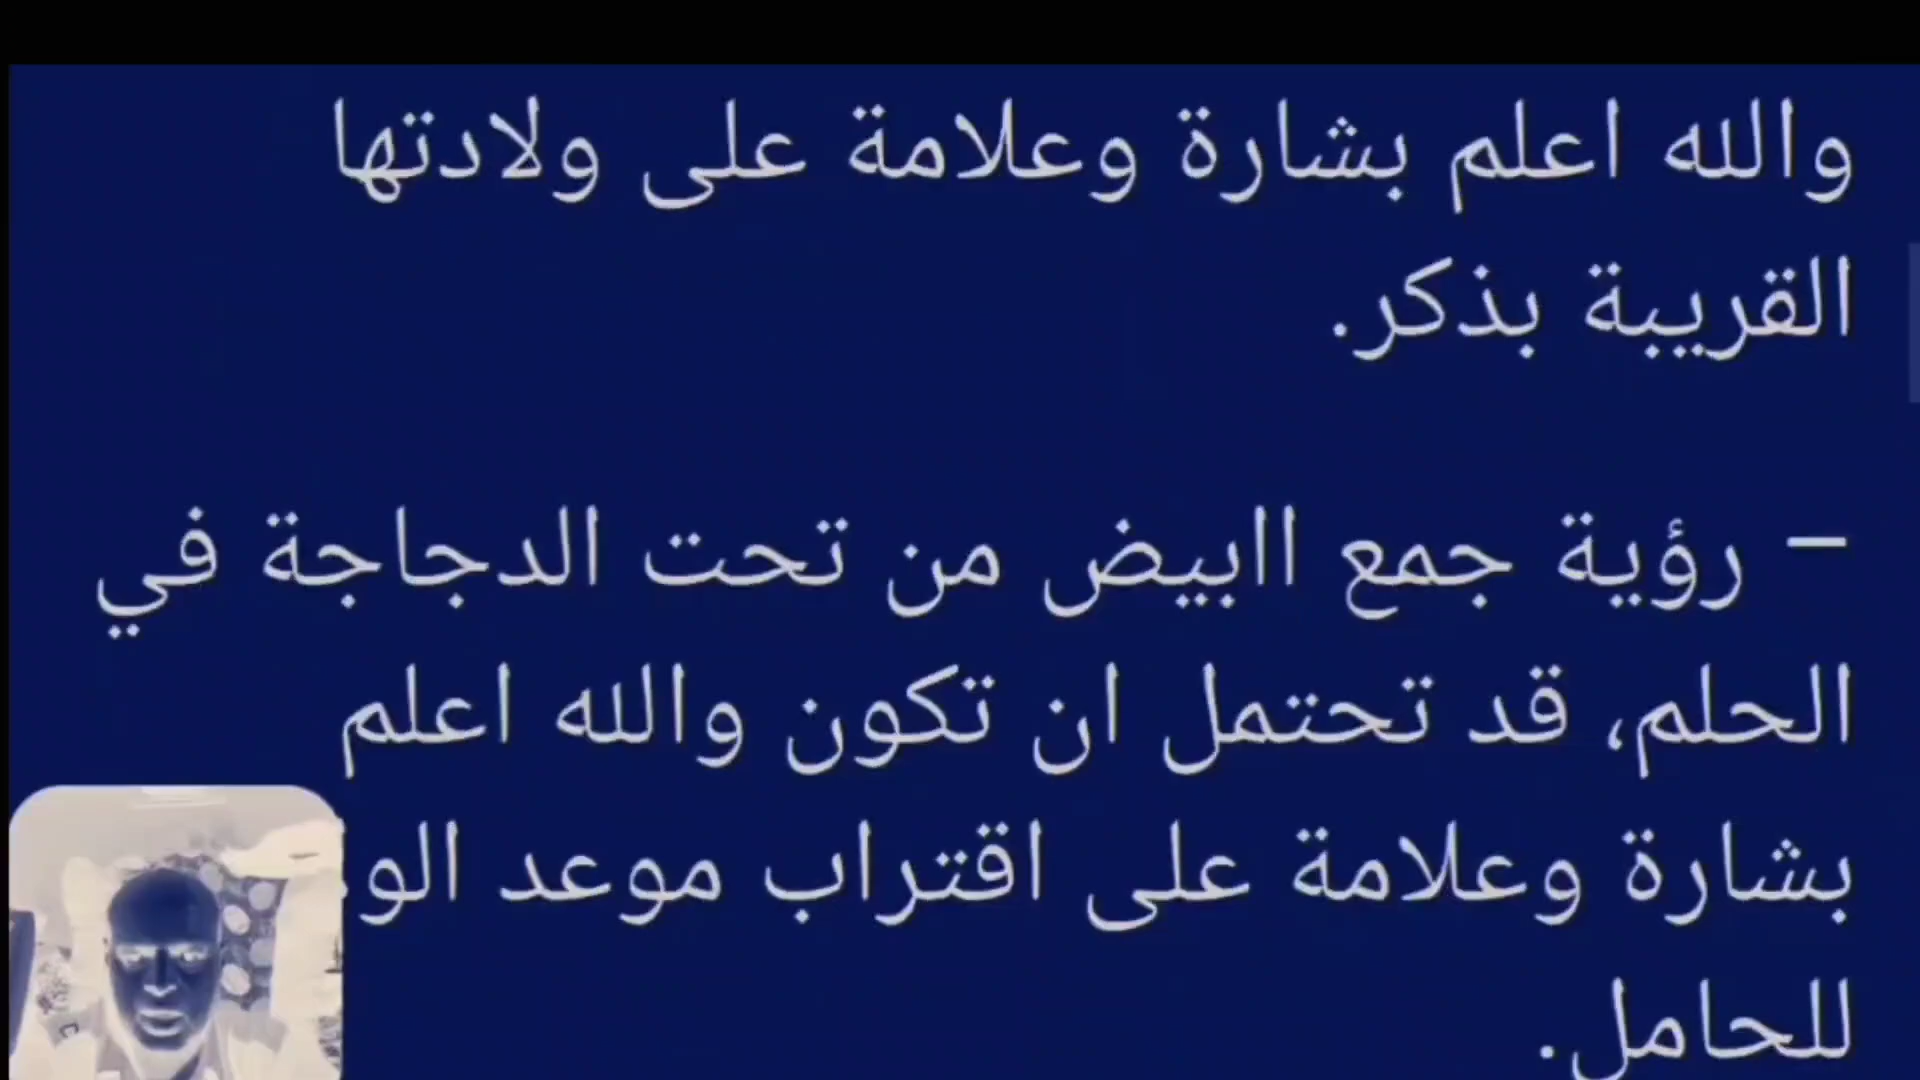 والله اعلم بشارة وعلامة على ولادتها
القريبة بذكر.
– رؤية جمع اابيض من تحت الدجاجة في
الحلم، قد تحتمل ان تكون والله اعلم
بشارة وعلامة على اقتراب موعد
للحامل.